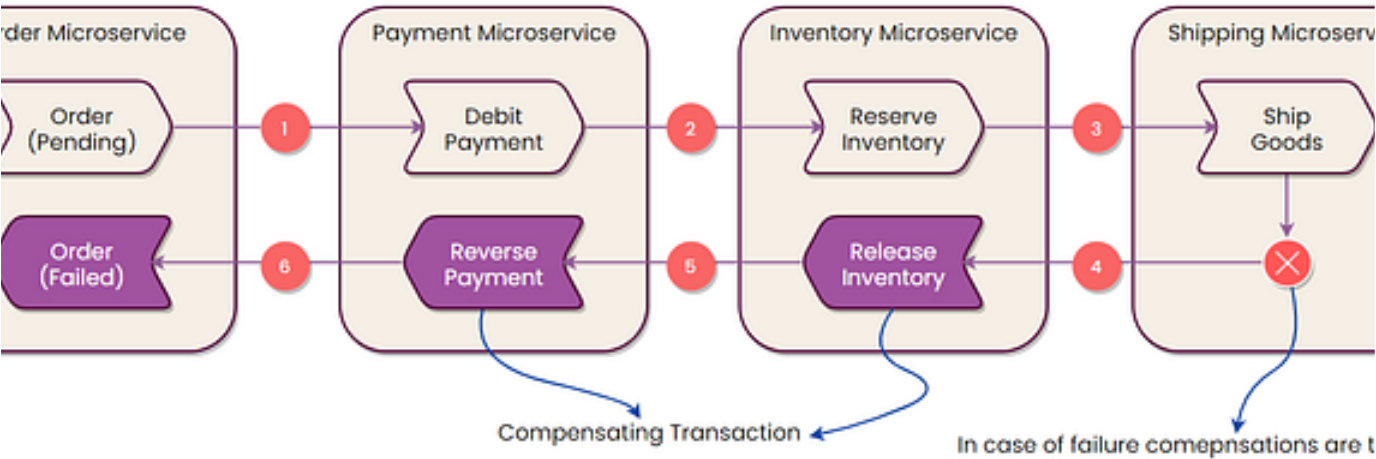 rder Microservice
Payment Microservice
Inventory Microservice
Shipping Microserv
Order
(Pending)
1
Debit
Payment
2
Reserve
Inventory
3
Ship
Goods
Order
(Failed)
6
Reverse
Payment
5
Release
Inventory
4
Compensating Transaction
In case of failure comepnsations are t